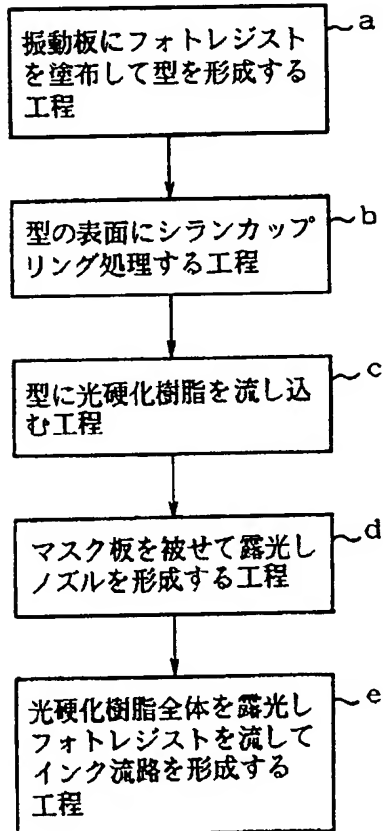 振動板にフォトレジスト
を塗布して型を形成する
工程
a
型の表面にシランカップ
リング処理する工程
b
型に光硬化樹脂を流し込
む工程
c
マスク板を被せて露光し
ノズルを形成する工程
d
光硬化樹脂全体を露光し
フォトレジストを流して
インク流路を形成する
工程
e